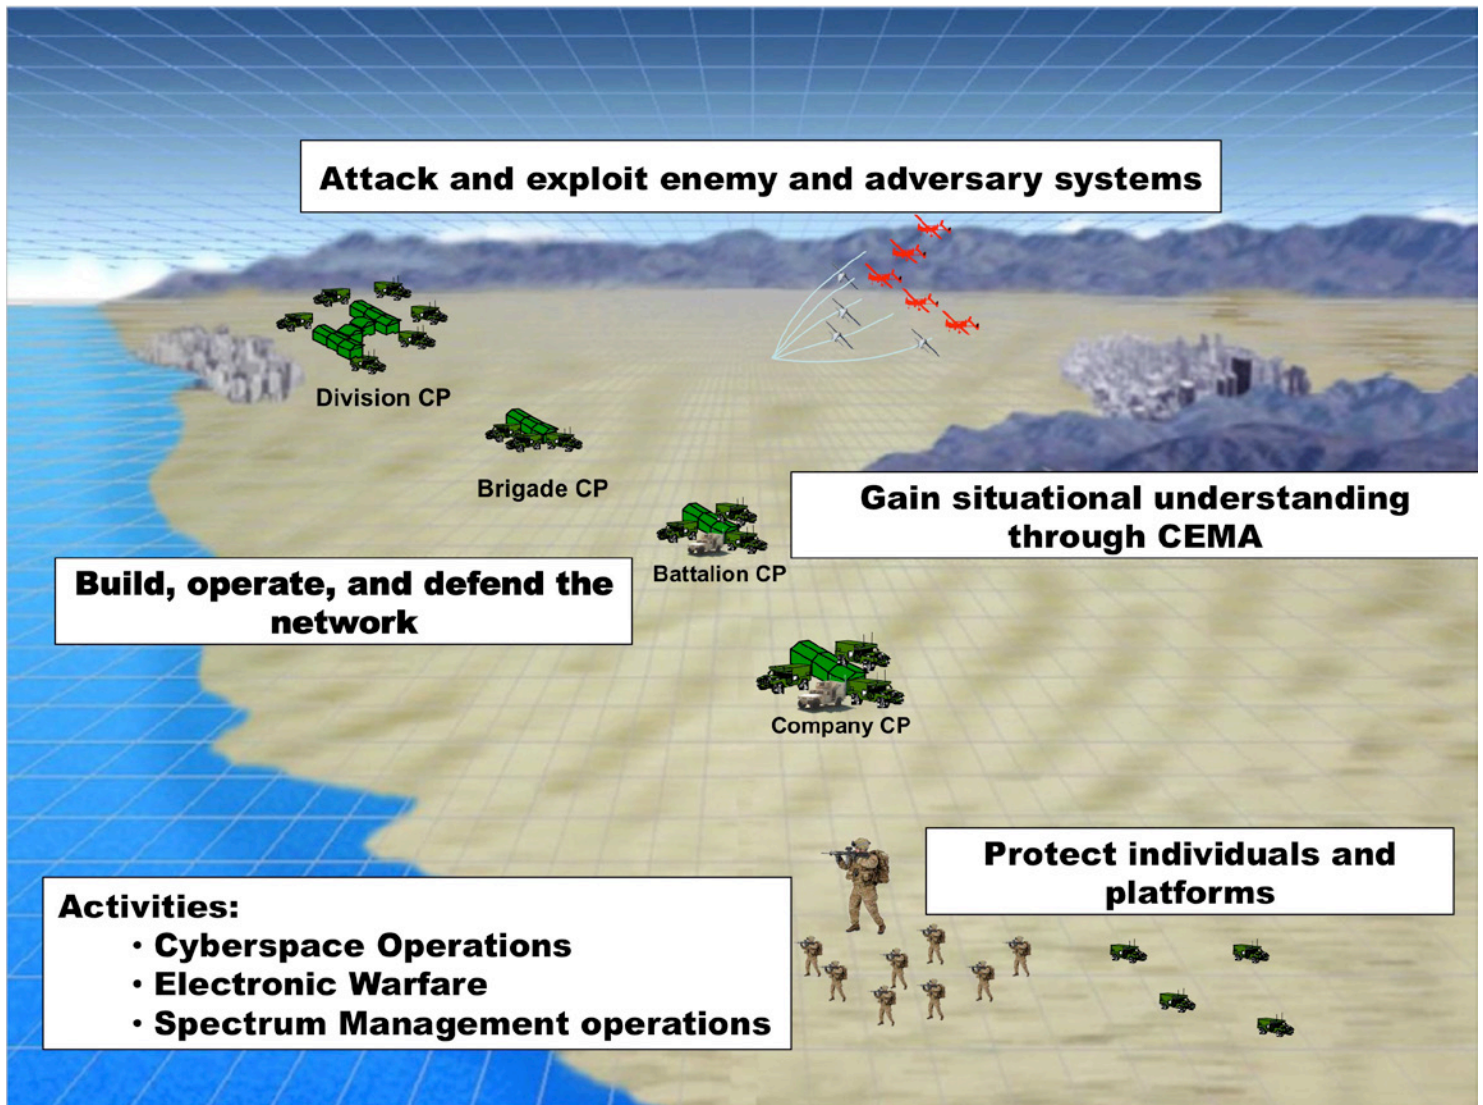 Attack and exploit enemy and adversary systems
Division CP
Brigade CP
Gain situational understanding
through CEMA
Battalion CP
Build, operate, and defend the
network
Company CP
Protect individuals and
platforms
Activities:
• Cyberspace Operations
• Electronic Warfare
• Spectrum Management operations